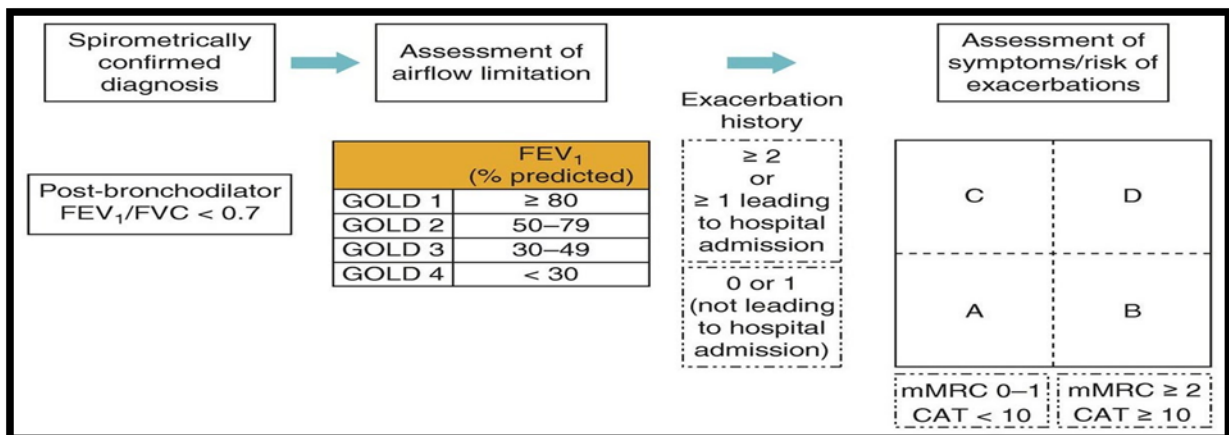 Spirometrically
confirmed
diagnosis
Assessment of
airflow limitation
Assessment of
symptoms/risk of
exacerbations
Post-bronchodilator
FEV₁/FVC < 0.7
FEV₁
(% predicted)
GOLD 1 ≥ 80
GOLD 2 50–79
GOLD 3 30–49
GOLD 4 < 30
Exacerbation
history
≥ 2
or
≥ 1 leading
to hospital
admission
0 or 1
(not leading
to hospital
admission)
C D
A B
mMRC 0–1
CAT < 10
mMRC ≥ 2
CAT ≥ 10